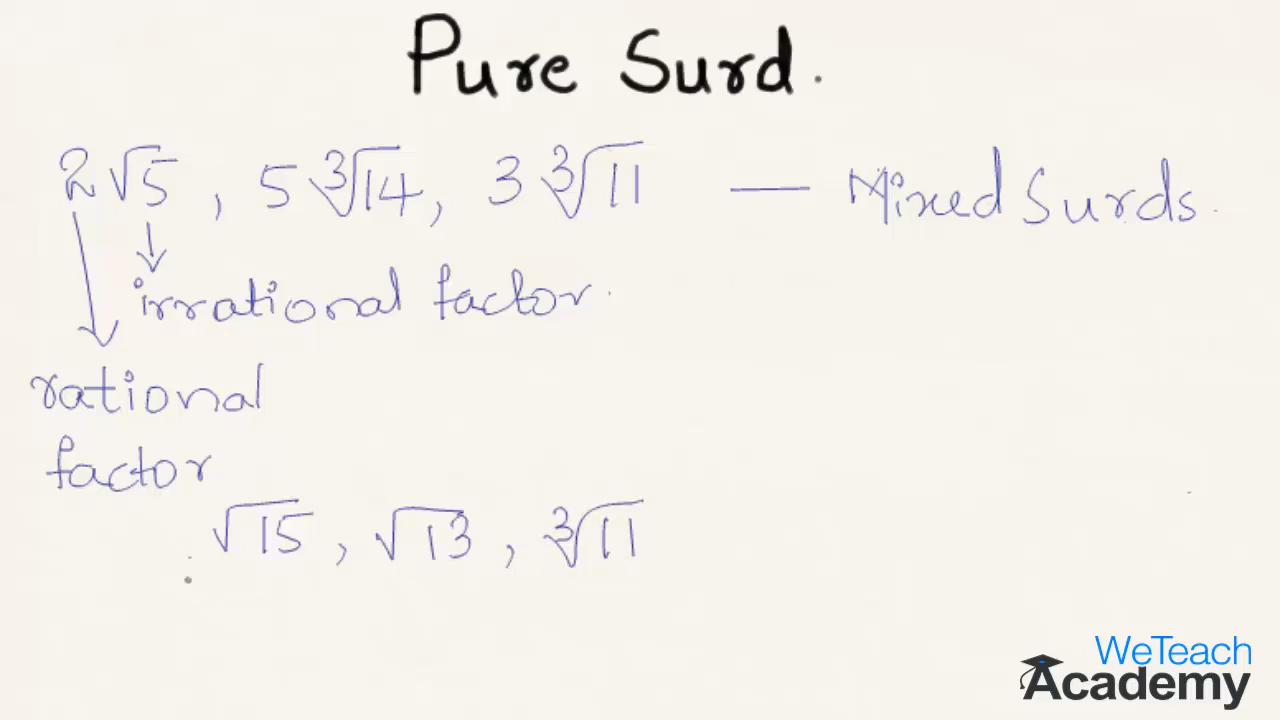 Pure Surd.
2√5, 5∛14, 3∛11 — Mixed Surds.
irrational factor.
rational
factor
√15, √13, ∛11
WeTeach
Academy